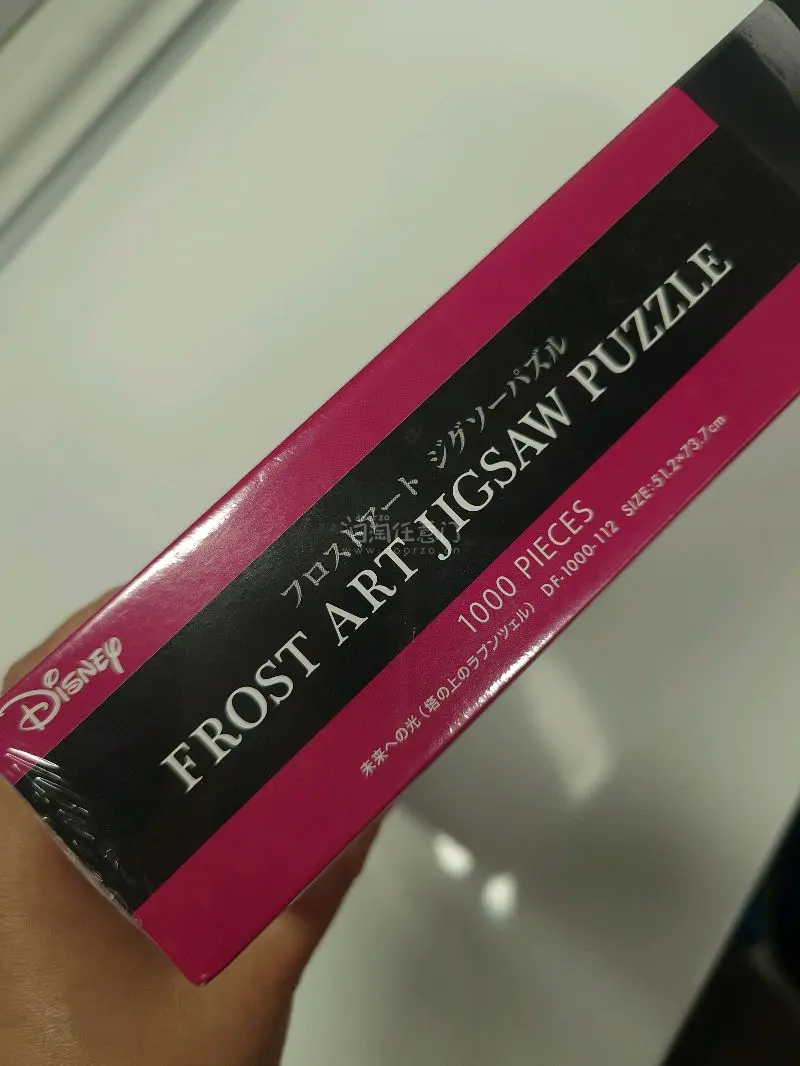 フロストアート ジグソーパズル
FROST ART JIGSAW PUZZLE
DISNEY
1000 PIECES
未来への光 (塔の上のラプンツェル) DF-1000-112 SIZE:51.2×73.7cm